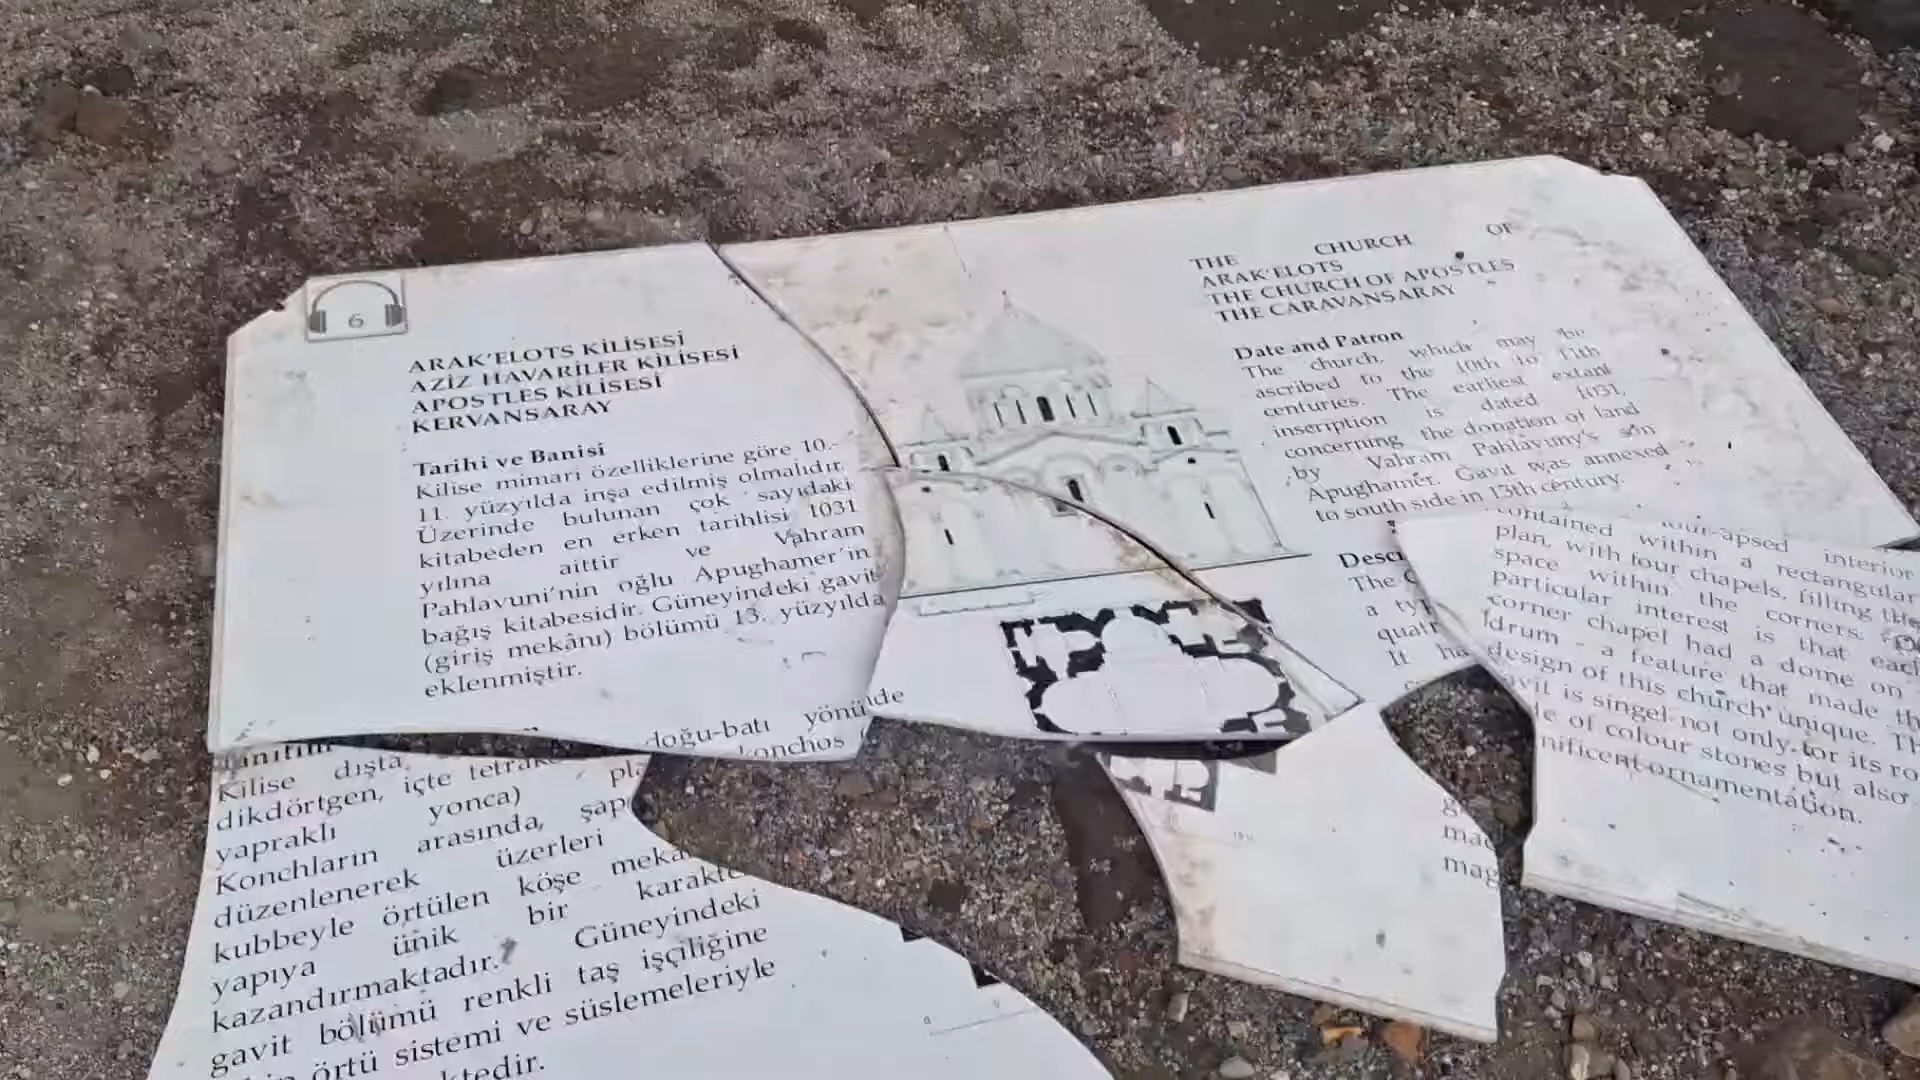 6
ARAK'ELOTS KİLİSESİ
AZİZ HAVARİLER KİLİSESİ
APOSTLES KİLİSESİ
KERVANSARAY
Tarihi ve Banisi
Kilise mimari özelliklerine göre 10.-
11. yüzyılda inşa edilmiş olmalıdır.
Üzerinde bulunan çok sayıdaki
kitabeden en erken tarihlisi 1031
yılına aittir ve Vahram
Pahlavuni'nin oğlu Apughamer'in
bağış kitabesidir. Güneyindeki gavit
(giriş mekânı) bölümü 13. yüzyılda
eklenmiştir.
Tanıtım
Kilise dışta, doğu-batı yönünde
dikdörtgen, içte konchos
yapraklı yonca)
Konchların arasında,
düzenlenerek üzerleri
kubbeyle örtülen köşe
yapıya ünik bir
kazandırmaktadır. Güneyindeki
gavit bölümü renkli taş işçiliğine
örtü sistemi ve süslemeleriyle
THE CHURCH OF
ARAK'ELOTS
THE CHURCH OF APOSTLES
THE CARAVANSARAY
Date and Patron
The church, which may be
ascribed to the 10th to 11th
centuries. The earliest extant
inscription is dated 1031,
concerning the donation of land
by Vahram Pahlavuny's son
Apughamer. Gavit was annexed
to south side in 13th century.
The
a
It
contained within a rectangular interior
plan, with four chapels, filling the
space within the corners.
particular interest is that each
corner chapel had a dome on
drum - a feature that made
design of this church unique.
is singel not only for its
of colour stones but also
ornamentation.